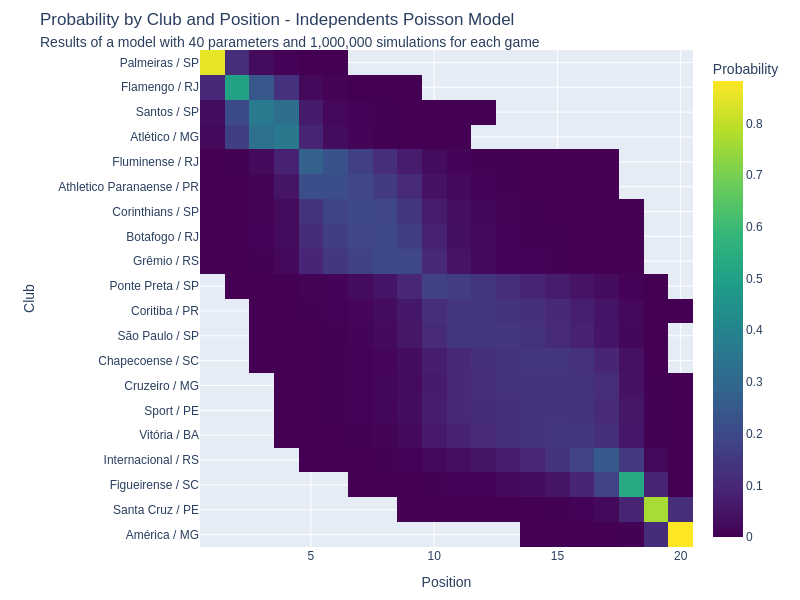 Probability by Club and Position - Independents Poisson Model
Results of a model with 40 parameters and 1,000,000 simulations for each game
Probability
Palmeiras / SP
Flamengo / RJ
Santos / SP
Atlético / MG
Fluminense / RJ
Athletico Paranaense / PR
Corinthians / SP
Botafogo / RJ
Grêmio / RS
Ponte Preta / SP
Coritiba / PR
São Paulo / SP
Chapecoense / SC
Cruzeiro / MG
Sport / PE
Vitória / BA
Internacional / RS
Figueirense / SC
Santa Cruz / PE
América / MG
Club
5
10
15
20
Position
0.8
0.7
0.6
0.5
0.4
0.3
0.2
0.1
0